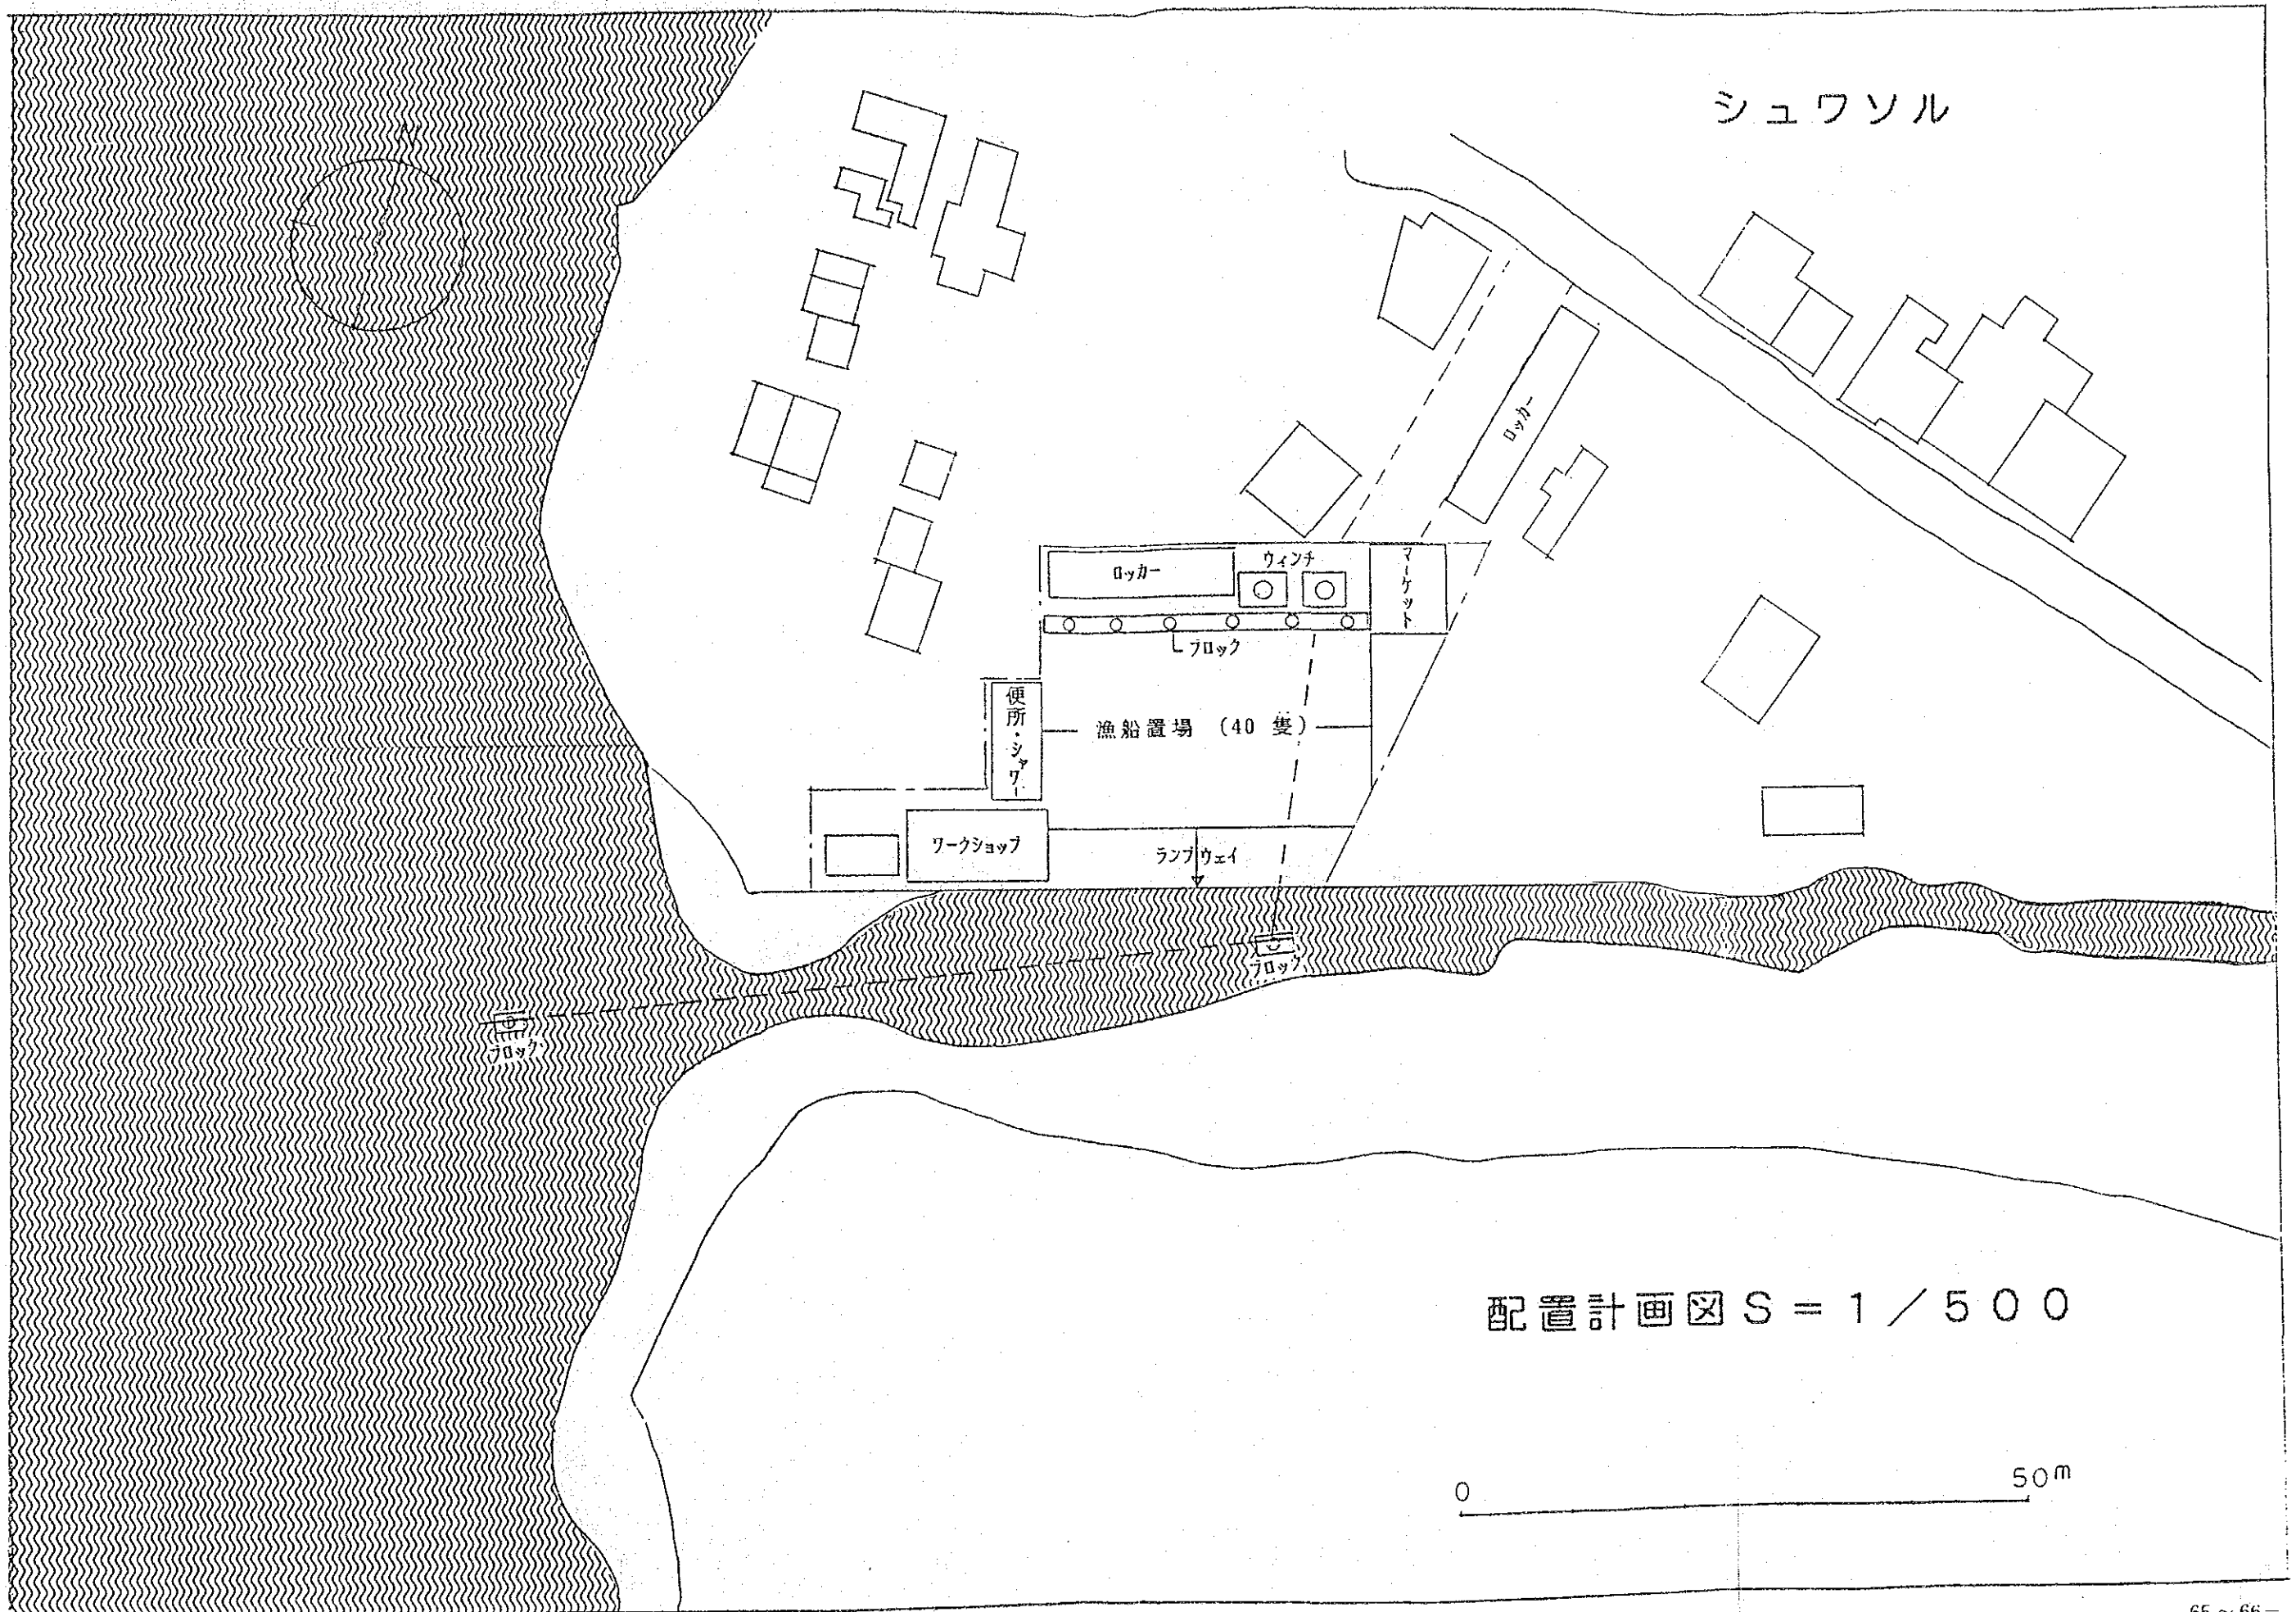 シュワソル
N
ロッカー
ロッカー
ウィンチ
マーケット
ブロック
便所・シャワー
漁船置場 (40 隻)
ワークショップ
ランプウェイ
ブロック
ブロック
配置計画図 S = 1 / 500
0 50m
65~66-